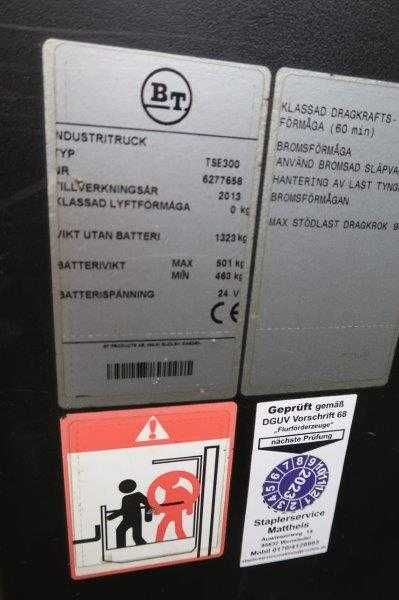 BT
INDUSTRITRUCK
TYP TSE300
NR 6277658
TILLVERKNINGSÅR 2013
KLASSAD LYFTFÖRMÅGA 0 kg
VIKT UTAN BATTERI 1323 kg
BATTERIVIKT MAX 501 kg
MIN 463 kg
BATTERISPÄNNING 24 V
CE
KLASSAD DRAGKRAFTS-
FÖRMÅGA (60 min)
BROMSFÖRMÅGA
ANVÄND BROMSAD SLÄPVA
HANTERING AV LAST TYNG
BROMSFÖRMÅGAN
MAX STÖDLAST DRAGKROK
Geprüft gemäß
DGUV Vorschrift 68
„Flurförderzeuge"
nächste Prüfung
2023
Staplerservice
Mattheis